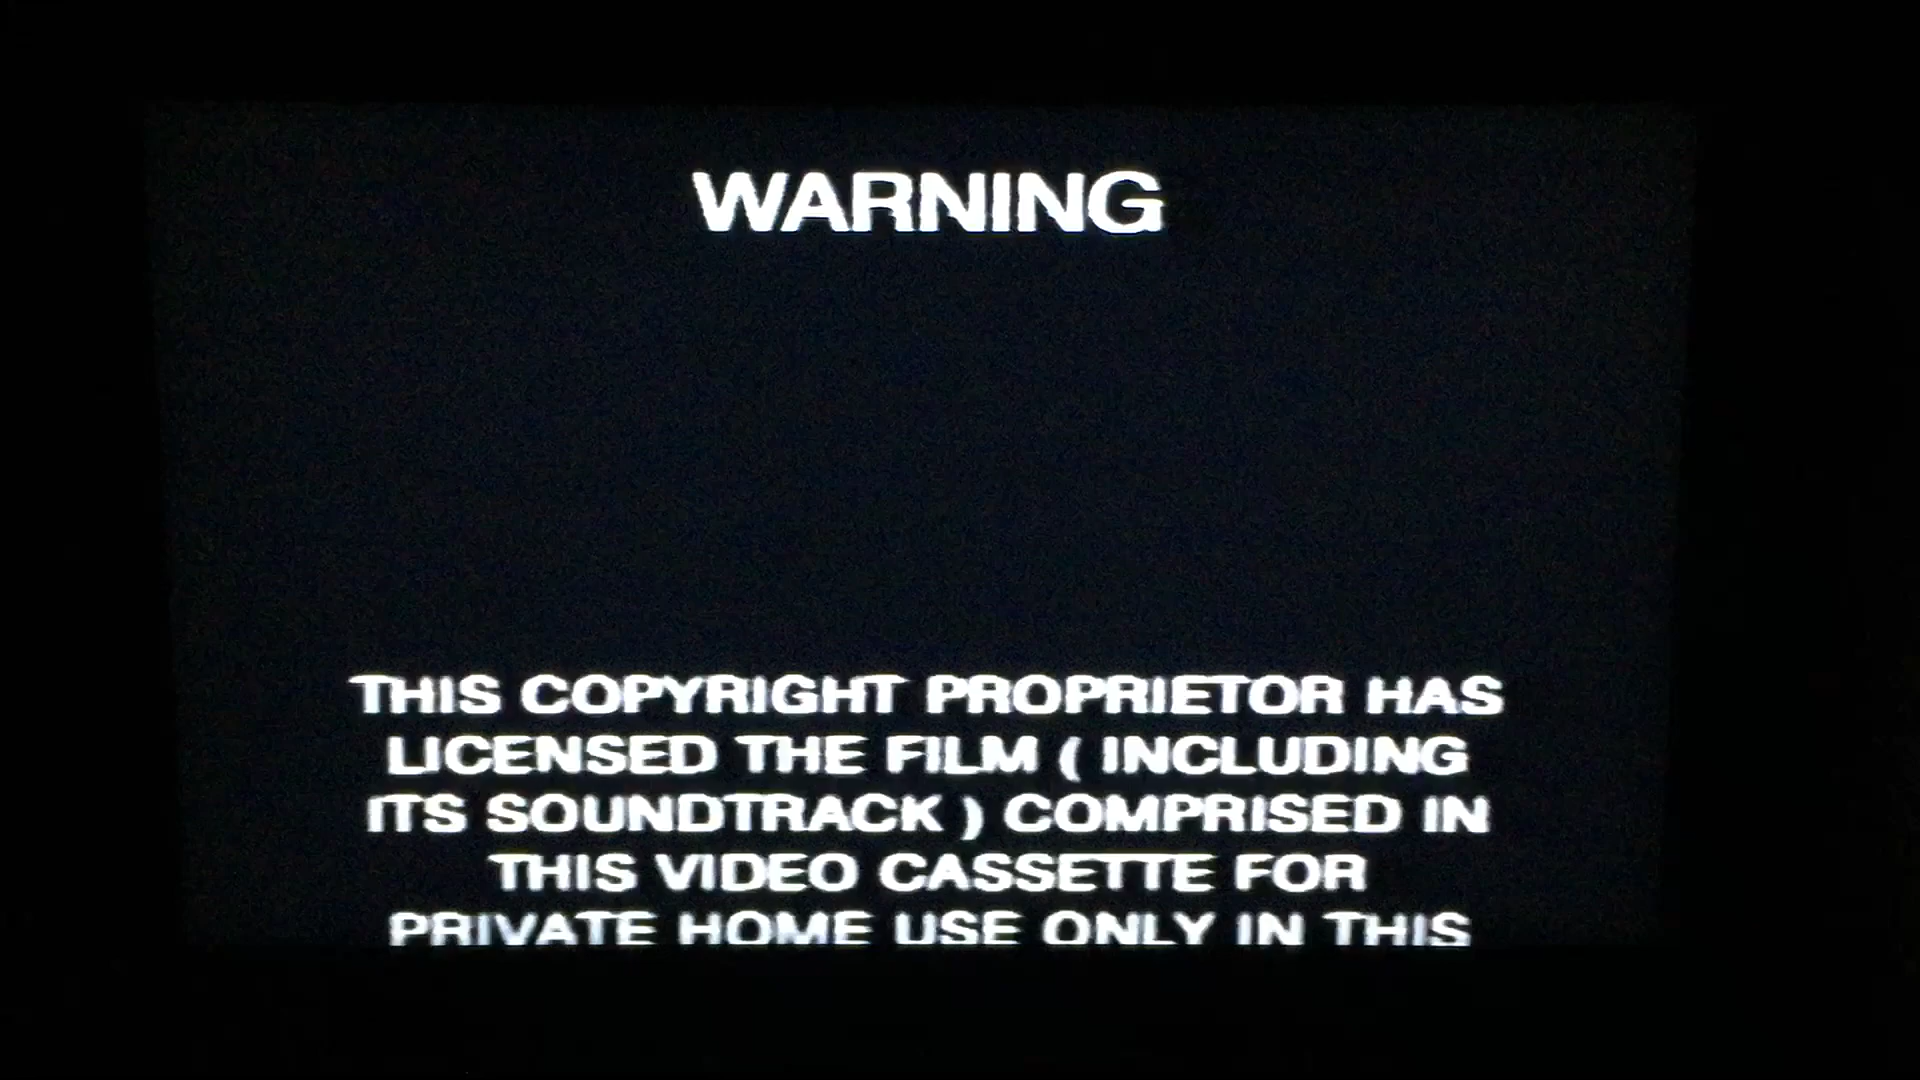 WARNING
THIS COPYRIGHT PROPRIETOR HAS
LICENSED THE FILM ( INCLUDING
ITS SOUNDTRACK ) COMPRISED IN
THIS VIDEO CASSETTE FOR
PRIVATE HOME USE ONLY IN THIS